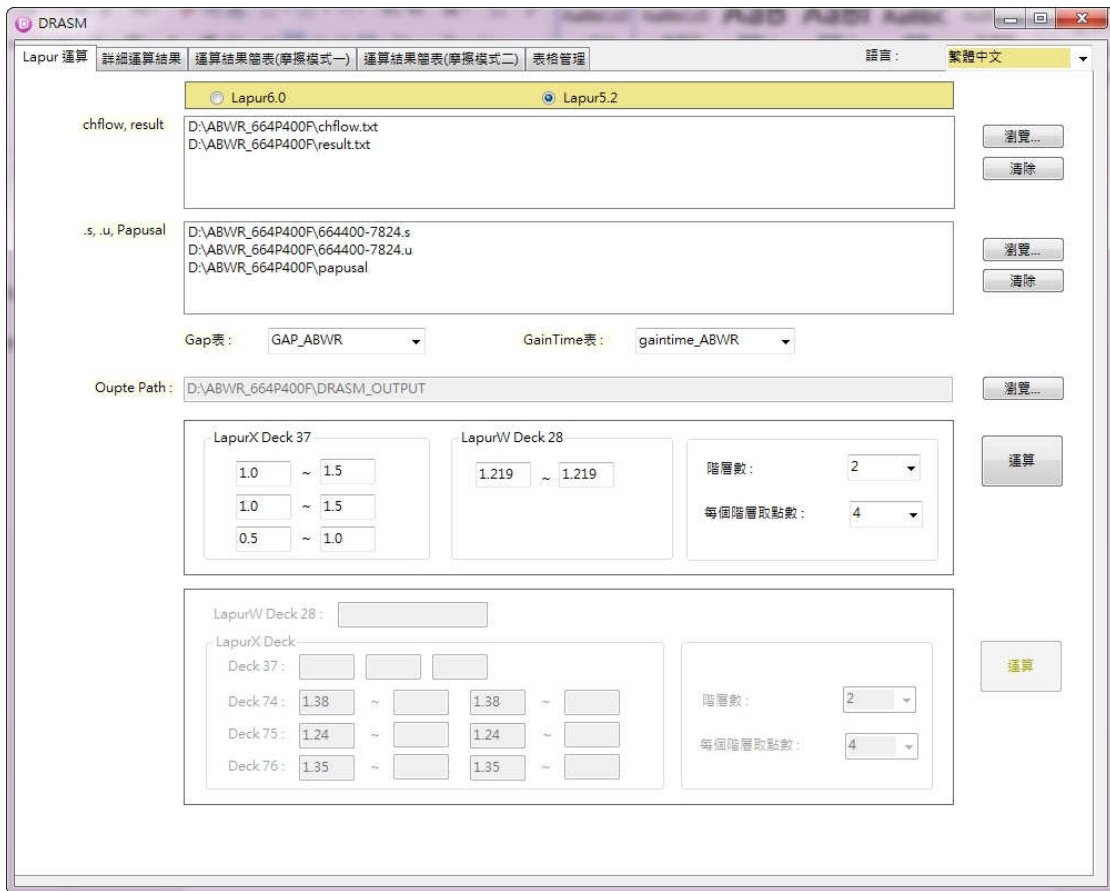 DRASM
Lapur 運算 詳細運算結果 運算結果簡表(摩擦模式一) 運算結果簡表(摩擦模式二) 表格管理 語言: 繁體中文
Lapur6.0 Lapur5.2
chflow, result D:\ABWR_664P400F\chflow.txt 瀏覽...
D:\ABWR_664P400F\result.txt
清除
.s, .u, Papusal D:\ABWR_664P400F\664400-7824.s
D:\ABWR_664P400F\664400-7824.u 瀏覽...
D:\ABWR_664P400F\papusal
清除
Gap表: GAP_ABWR GainTime表: gaintime_ABWR
Oupte Path: D:\ABWR_664P400F\DRASM_OUTPUT 瀏覽...
LapurX Deck 37 LapurW Deck 28
1.0 ~ 1.5 1.219 ~ 1.219 階層數: 2 運算
1.0 ~ 1.5 每個階層取點數: 4
0.5 ~ 1.0
LapurW Deck 28:
LapurX Deck
Deck 37: 運算
Deck 74: 1.38 ~ 1.38 ~ 階層數: 2
Deck 75: 1.24 ~ 1.24 ~ 每個階層取點數: 4
Deck 76: 1.35 ~ 1.35 ~